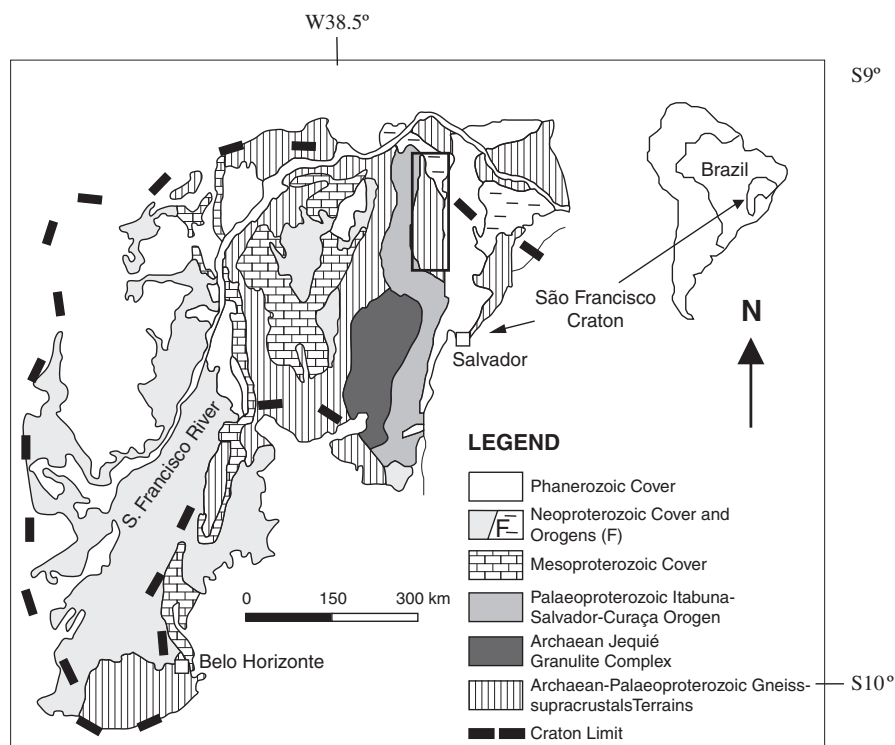 W38.5º
S9º
Brazil
São Francisco
Craton
N
Salvador
S. Francisco River
LEGEND
Phanerozoic Cover
F
Neoproterozoic Cover and
Orogens (F)
Mesoproterozoic Cover
0 150 300 km
Palaeoproterozoic Itabuna-
Salvador-Curaça Orogen
Archaean Jequié
Granulite Complex
Belo Horizonte
Archaean-Palaeoproterozoic Gneiss-
supracrustalsTerrains
S10º
Craton Limit